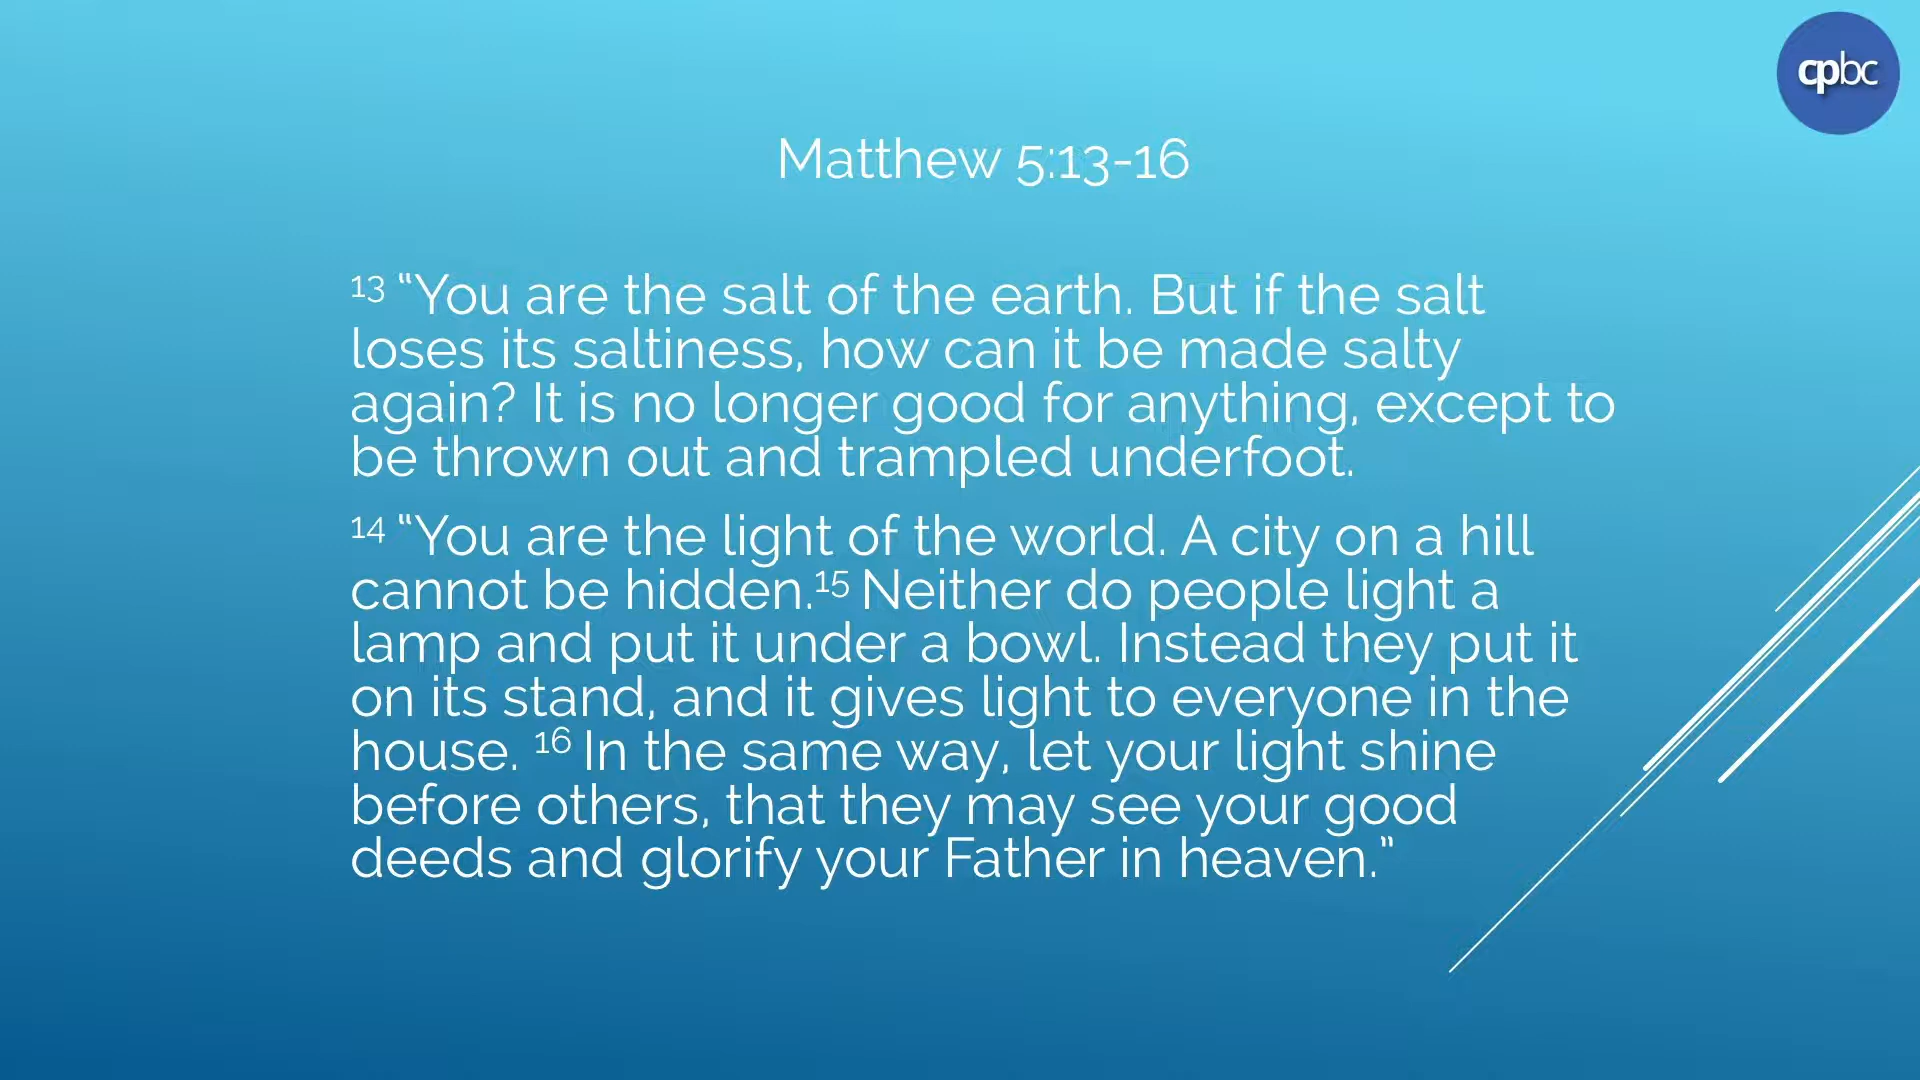 cpbc
Matthew 5:13-16
13 “You are the salt of the earth. But if the salt
loses its saltiness, how can it be made salty
again? It is no longer good for anything, except to
be thrown out and trampled underfoot.
14 “You are the light of the world. A city on a hill
cannot be hidden.15 Neither do people light a
lamp and put it under a bowl. Instead they put it
on its stand, and it gives light to everyone in the
house. 16 In the same way, let your light shine
before others, that they may see your good
deeds and glorify your Father in heaven.”